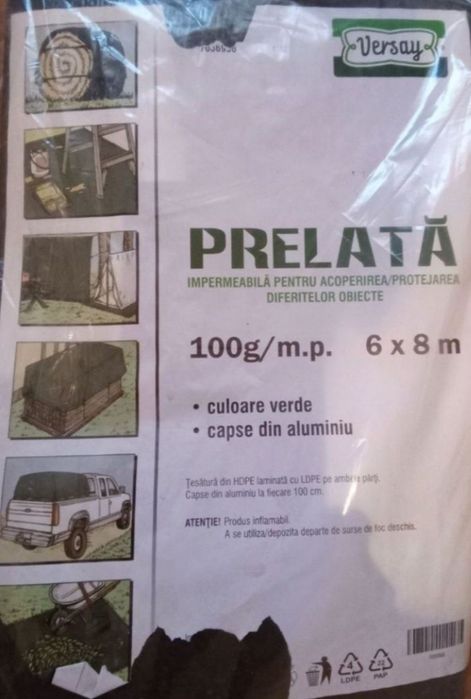 Versay
PRELATĂ
IMPERMEABILĂ PENTRU ACOPERIREA/PROTEJAREA
DIFERITELOR OBIECTE
100g/m.p. 6 x 8 m
• culoare verde
• capse din aluminiu
Țesătură din HDPE laminată cu LDPE pe ambele părți.
Capse din aluminiu la fiecare 100 cm.
ATENȚIE! Produs inflamabil.
A se utiliza/depozita departe de surse de foc deschis.
4 22
LDPE PAP